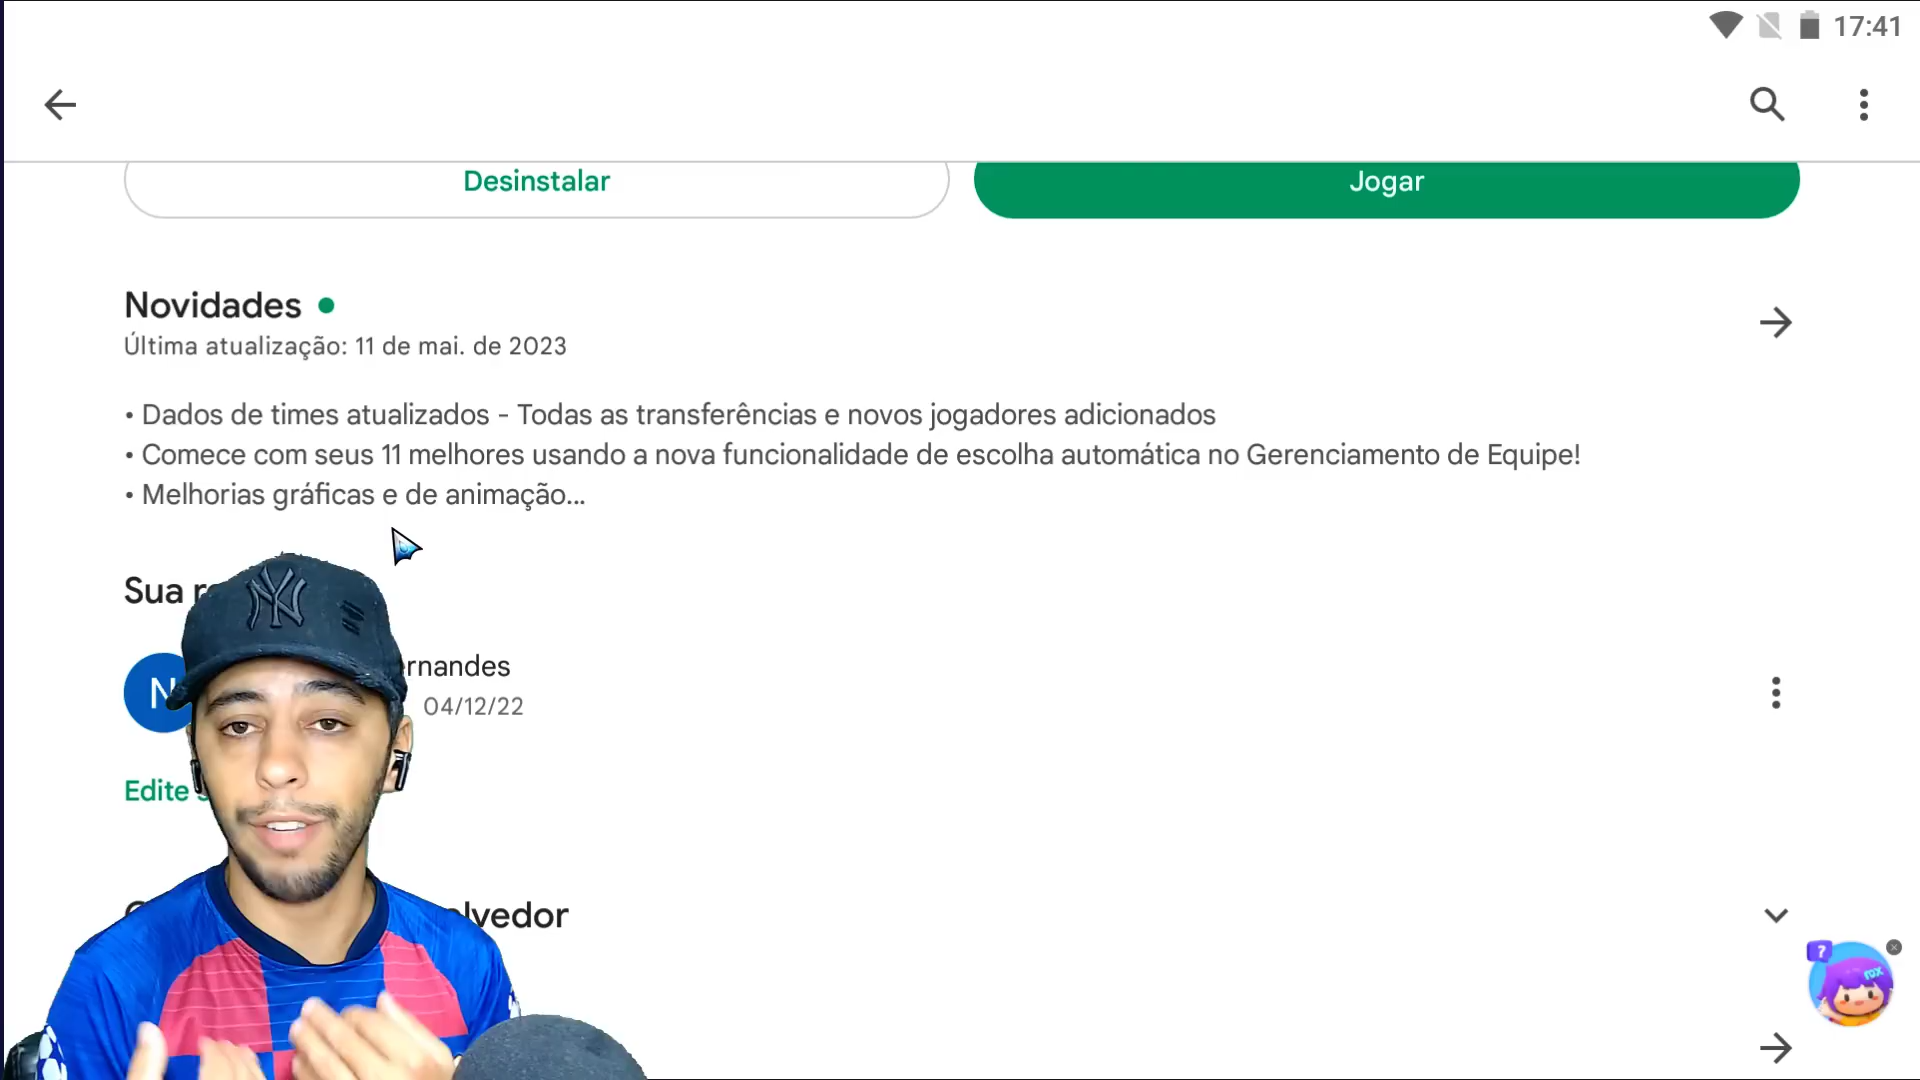 17:41
Desinstalar
Jogar
Novidades
Última atualização: 11 de mai. de 2023
• Dados de times atualizados - Todas as transferências e novos jogadores adicionados
• Comece com seus 11 melhores usando a nova funcionalidade de escolha automática no Gerenciamento de Equipe!
• Melhorias gráficas e de animação...
Sua
NY
N
04/12/22
Edite
?
rox